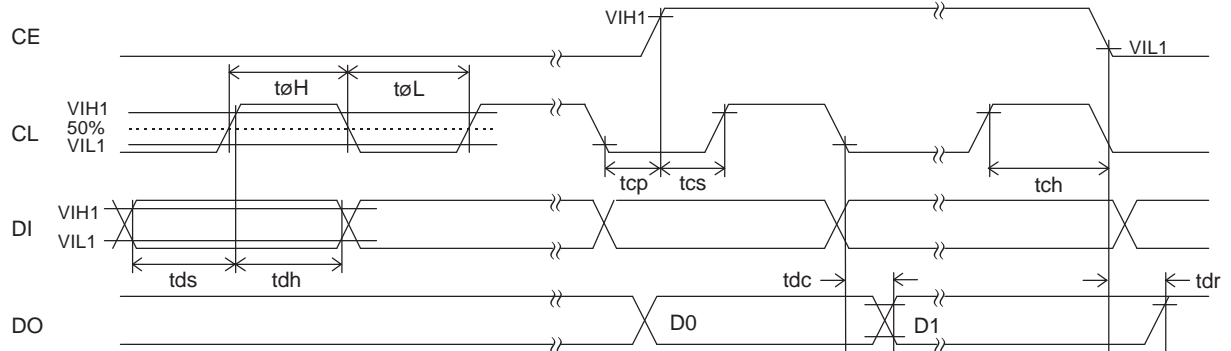 CE
VIH1
VIL1
tøH
tøL
CL
VIH1
50%
VIL1
tcp
tcs
tch
DI
VIH1
VIL1
tds
tdh
tdc
tdr
DO
D0
D1